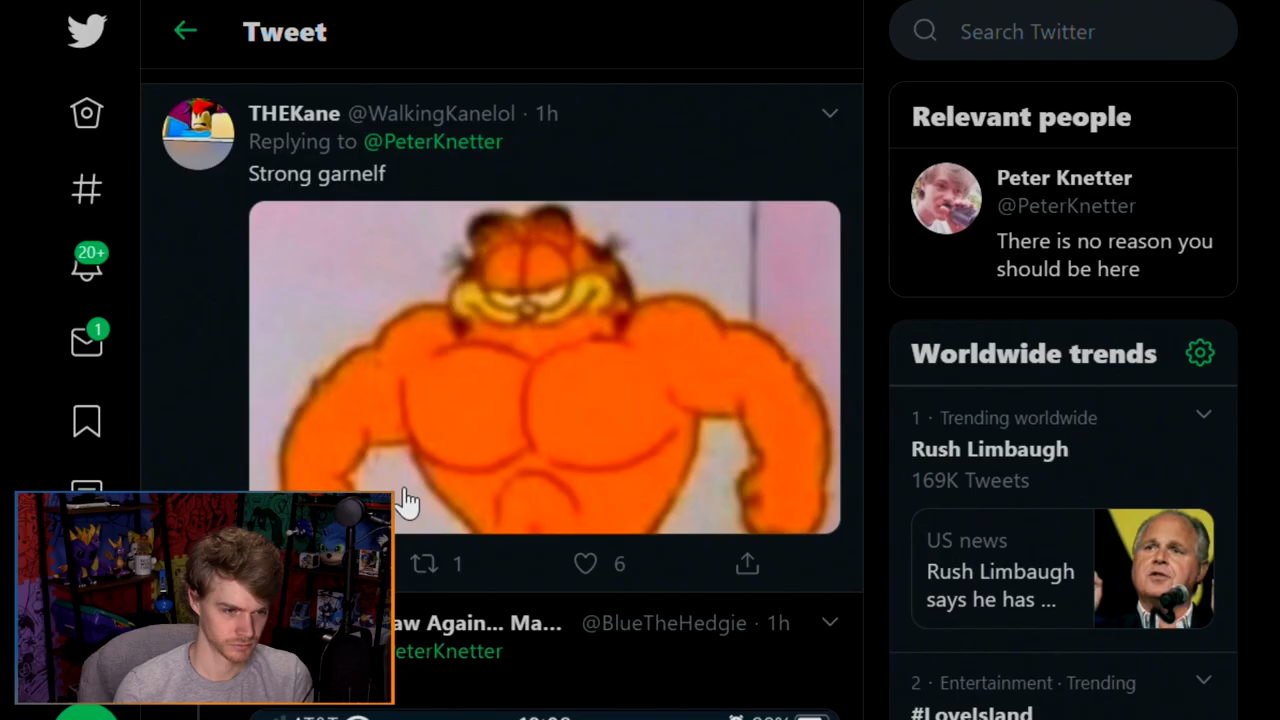 Tweet
Search Twitter
THEKane @WalkingKanelol · 1h
Replying to @PeterKnetter
Strong garnelf
20+
1
1
6
aw Again... Ma... @BlueTheHedgie · 1h
eterKnetter
Relevant people
Peter Knetter
@PeterKnetter
There is no reason you
should be here
Worldwide trends
1 · Trending worldwide
Rush Limbaugh
169K Tweets
US news
Rush Limbaugh
says he has ...
2 · Entertainment · Trending
#LoveIsland